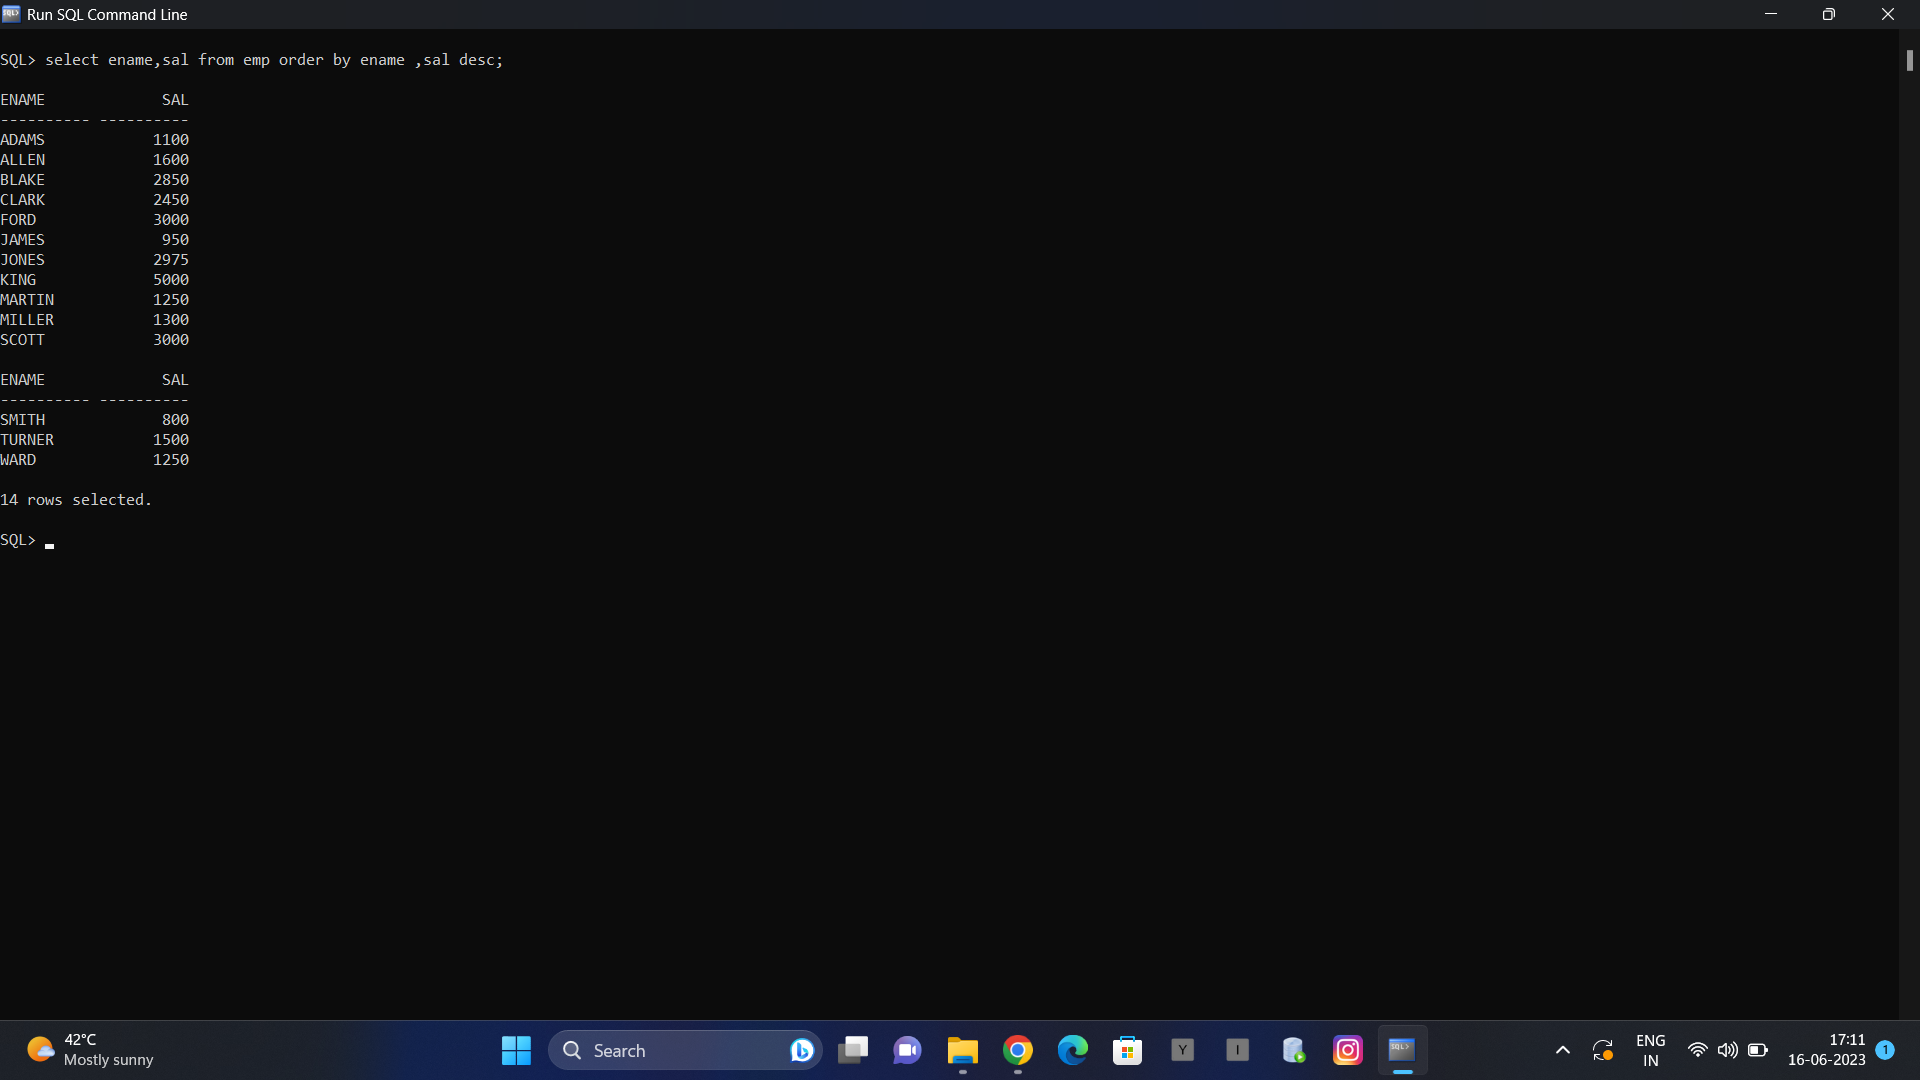 Run SQL Command Line
SQL> select ename,sal from emp order by ename ,sal desc;
ENAME             SAL
---------- ----------
ADAMS            1100
ALLEN            1600
BLAKE            2850
CLARK            2450
FORD             3000
JAMES             950
JONES            2975
KING             5000
MARTIN           1250
MILLER           1300
SCOTT            3000
ENAME             SAL
---------- ----------
SMITH             800
TURNER           1500
WARD             1250
14 rows selected.
SQL>
42°C
Mostly sunny
Search
Y
I
SQL>
ENG
IN
17:11
16-06-2023
1